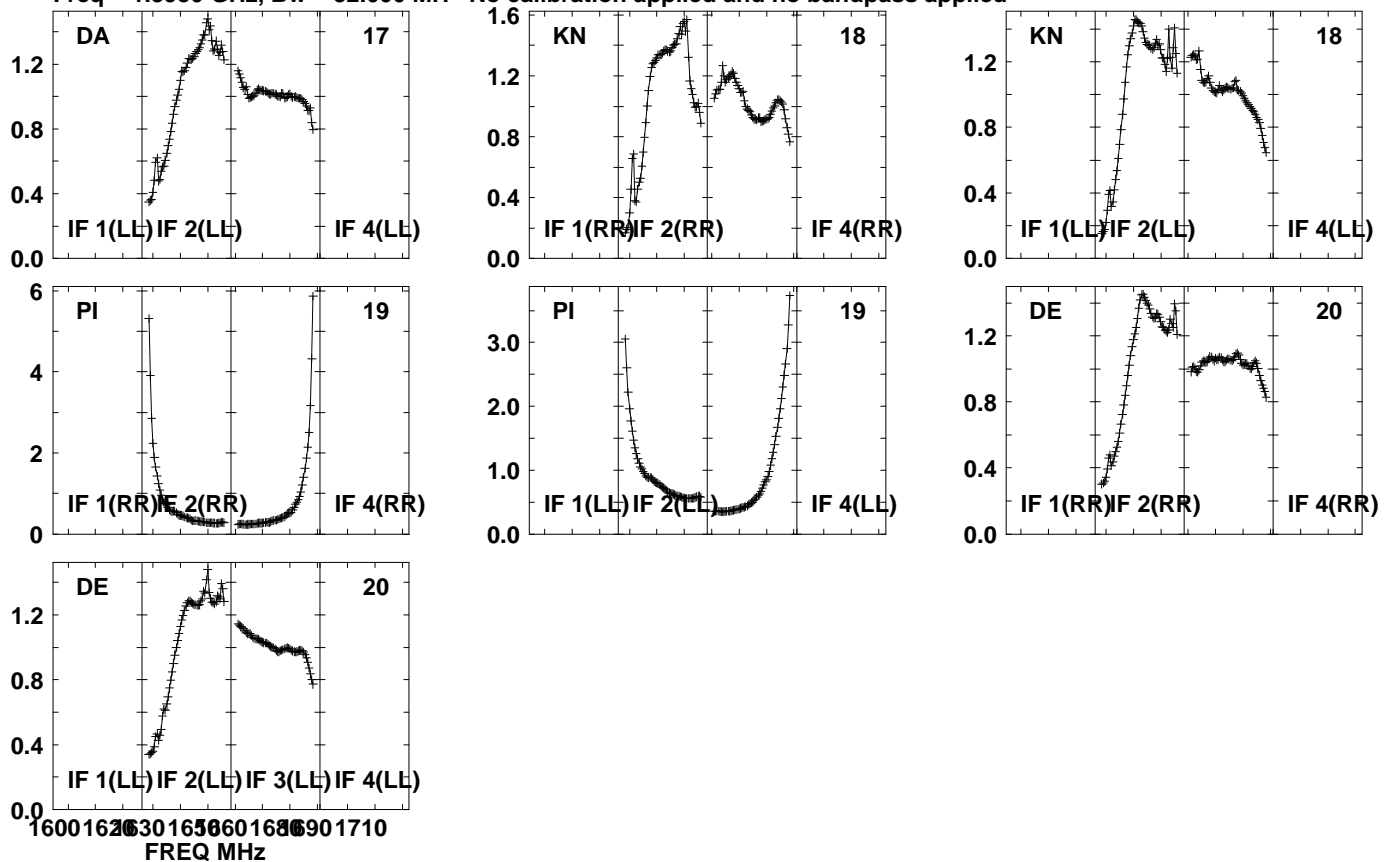 No calibration applied and no bandpass applied
DA 17
1.2
0.8
0.4
0.0
IF 1(LL) IF 2(LL) IF 4(LL)
KN 18
1.6
1.2
0.8
0.4
0.0
IF 1(RR) IF 2(RR) IF 4(RR)
KN 18
1.2
0.8
0.4
0.0
IF 1(LL) IF 2(LL) IF 4(LL)
PI 19
6
4
2
0
IF 1(RR) IF 2(RR) IF 4(RR)
PI 19
3.0
2.0
1.0
0.0
IF 1(LL) IF 2(LL) IF 4(LL)
DE 20
1.2
0.8
0.4
0.0
IF 1(RR) IF 2(RR) IF 4(RR)
DE 20
1.2
0.8
0.4
0.0
IF 1(LL) IF 2(LL) IF 3(LL) IF 4(LL)
1600 1620 1630 1650 1660 1680 1690 1710
FREQ MHz